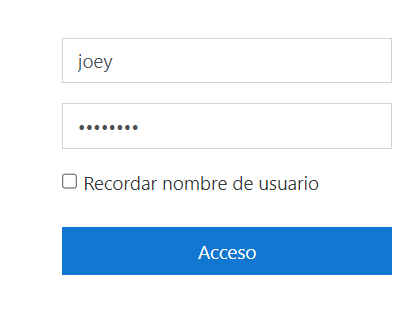 joey
••••••••
Recordar nombre de usuario
Acceso